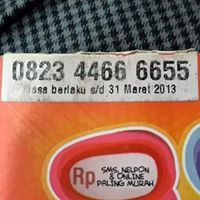 0823 4466 6655
Masa berlaku s/d 31 Maret 2013
Rp
SMS, NELPON
& ONLINE
PALING MURAH